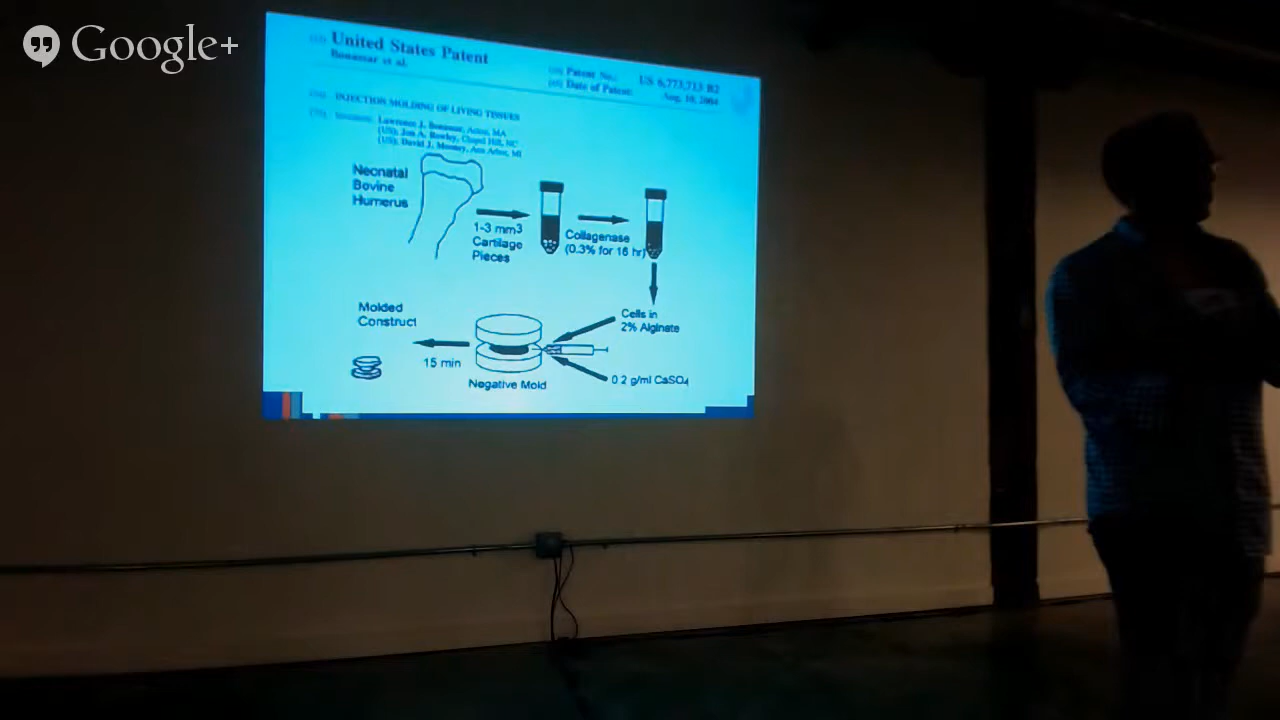 Google+
United States Patent
Bonassar et al.
Patent No.: US 6,773,713 B2
Date of Patent: Aug. 10, 2004
INJECTION MOLDING OF LIVING TISSUES
Lawrence J. Bonassar, Acton, MA
(US); Jon A. Rowley, Chapel Hill, NC
(US); David J. Mooney, Ann Arbor, MI
Neonatal
Bovine
Humerus
1-3 mm3
Cartilage
Pieces
Collagenase
(0.3% for 16 hr)
Cells in
2% Alginate
0 2 g/ml CaSO4
Negative Mold
15 min
Molded
Construct